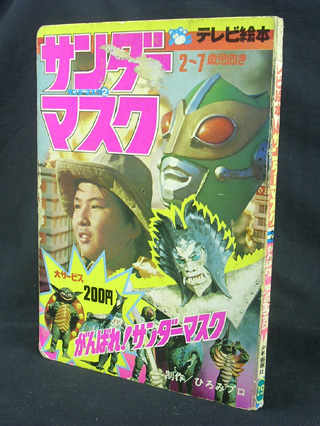 テレビ絵本
2~7歳児向き
サンダー
マスク
大サービス
200円
がんばれ!サンダーマスク
制作/ひろみプロ